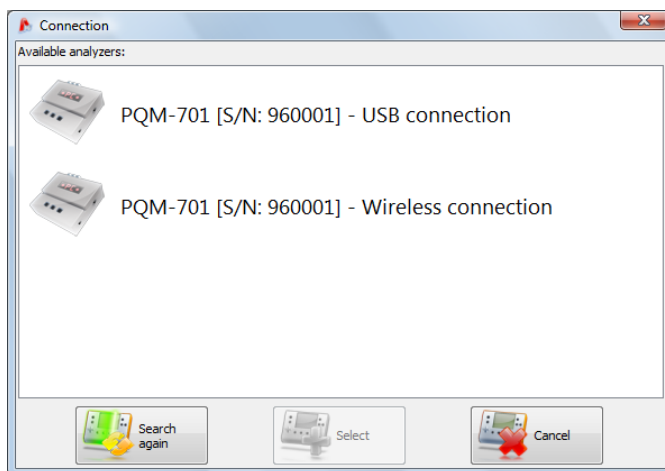 Connection
Available analyzers:
PQM-701 [S/N: 960001] - USB connection
PQM-701 [S/N: 960001] - Wireless connection
Search
again
Select
Cancel